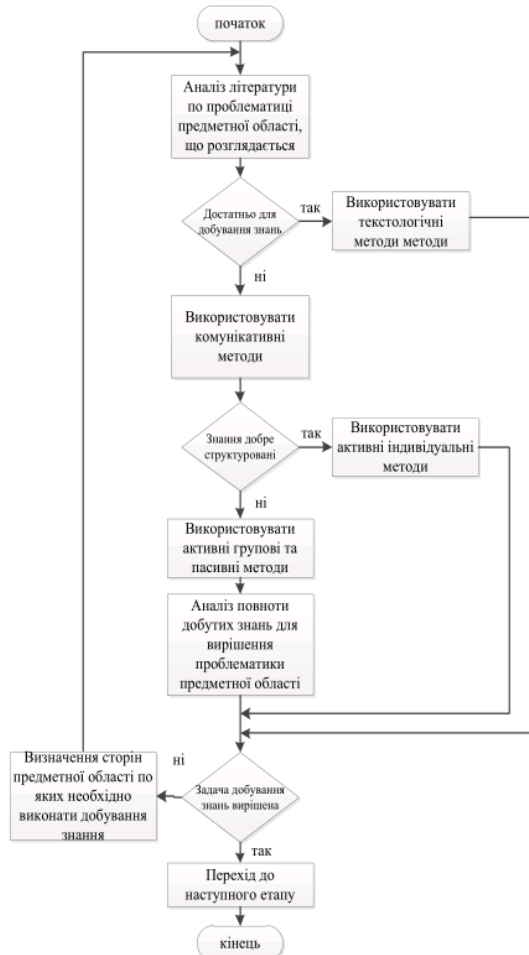 початок
Аналіз літератури
по проблематиці
предметної області,
що розглядається
Достатньо для
добування знань
так
Використовувати
текстологічні
методи методи
ні
Використовувати
комунікативні
методи
Знання добре
структуровані
так
Використовувати
активні індивідуальні
методи
ні
Використовувати
активні групові та
пасивні методи
Аналіз повноти
добутих знань для
вирішення
проблематики
предметної області
Визначення сторін
предметної області по
яких необхідно
виконати добування
знання
ні
Задача добування
знань вирішена
так
Перехід до
наступного етапу
кінець